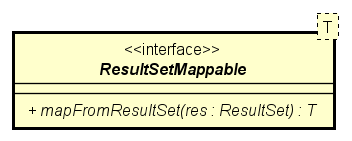 T
<<interface>>
ResultSetMappable
+ mapFromResultSet(res : ResultSet) : T